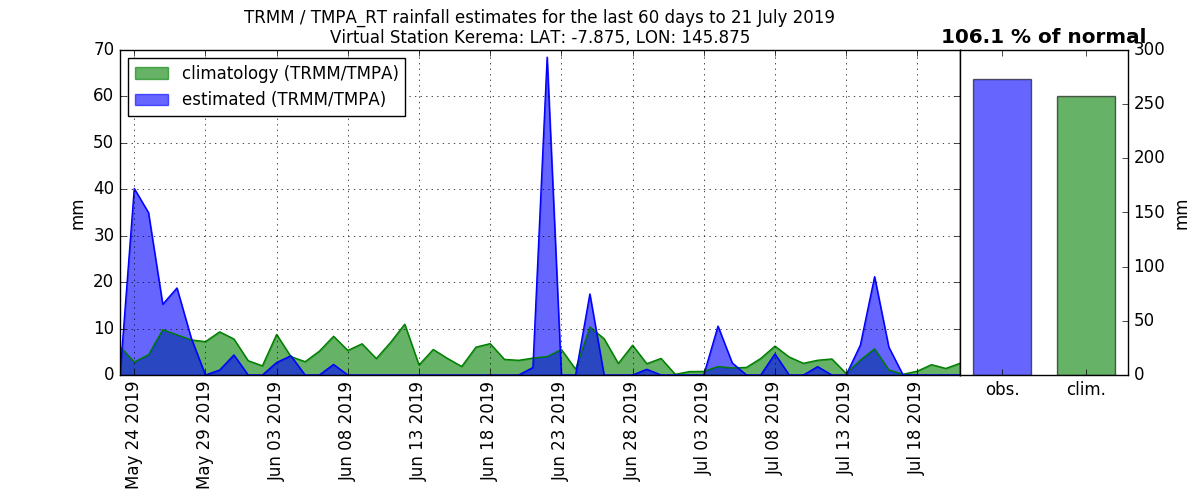 TRMM / TMPA_RT rainfall estimates for the last 60 days to 21 July 2019
Virtual Station Kerema: LAT: -7.875, LON: 145.875
106.1 % of normal
climatology (TRMM/TMPA)
estimated (TRMM/TMPA)
70
60
50
40
30
20
10
0
mm
May 24 2019
May 29 2019
Jun 03 2019
Jun 08 2019
Jun 13 2019
Jun 18 2019
Jun 23 2019
Jun 28 2019
Jul 03 2019
Jul 08 2019
Jul 13 2019
Jul 18 2019
obs.
clim.
300
250
200
150
100
50
0
mm